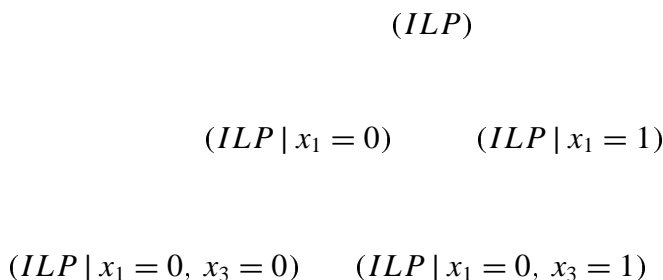 (ILP)
(ILP | x₁ = 0) (ILP | x₁ = 1)
(ILP | x₁ = 0, x₃ = 0) (ILP | x₁ = 0, x₃ = 1)